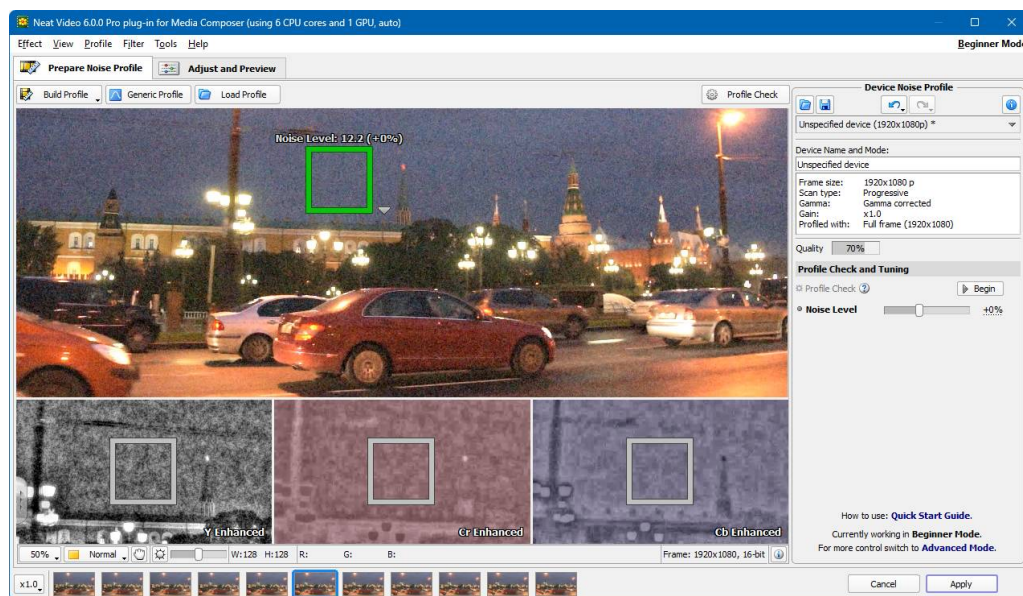 Neat Video 6.0.0 Pro plug-in for Media Composer (using 6 CPU cores and 1 GPU, auto)
Effect View Profile Filter Tools Help
Beginner Mode
Prepare Noise Profile
Adjust and Preview
Build Profile
Generic Profile
Load Profile
Profile Check
Noise Level: 12.2 (+0%)
Y Enhanced
Cr Enhanced
Cb Enhanced
50%
Normal
W:128 H:128 R: G: B:
Frame: 1920x1080, 16-bit
x1.0
Device Noise Profile
Unspecified device (1920x1080p) *
Device Name and Mode:
Unspecified device
Frame size: 1920x1080 p
Scan type: Progressive
Gamma: Gamma corrected
Gain: x1.0
Profiled with: Full frame (1920x1080)
Quality 70%
Profile Check and Tuning
Profile Check
Begin
Noise Level +0%
How to use: Quick Start Guide.
Currently working in Beginner Mode.
For more control switch to Advanced Mode.
Cancel
Apply